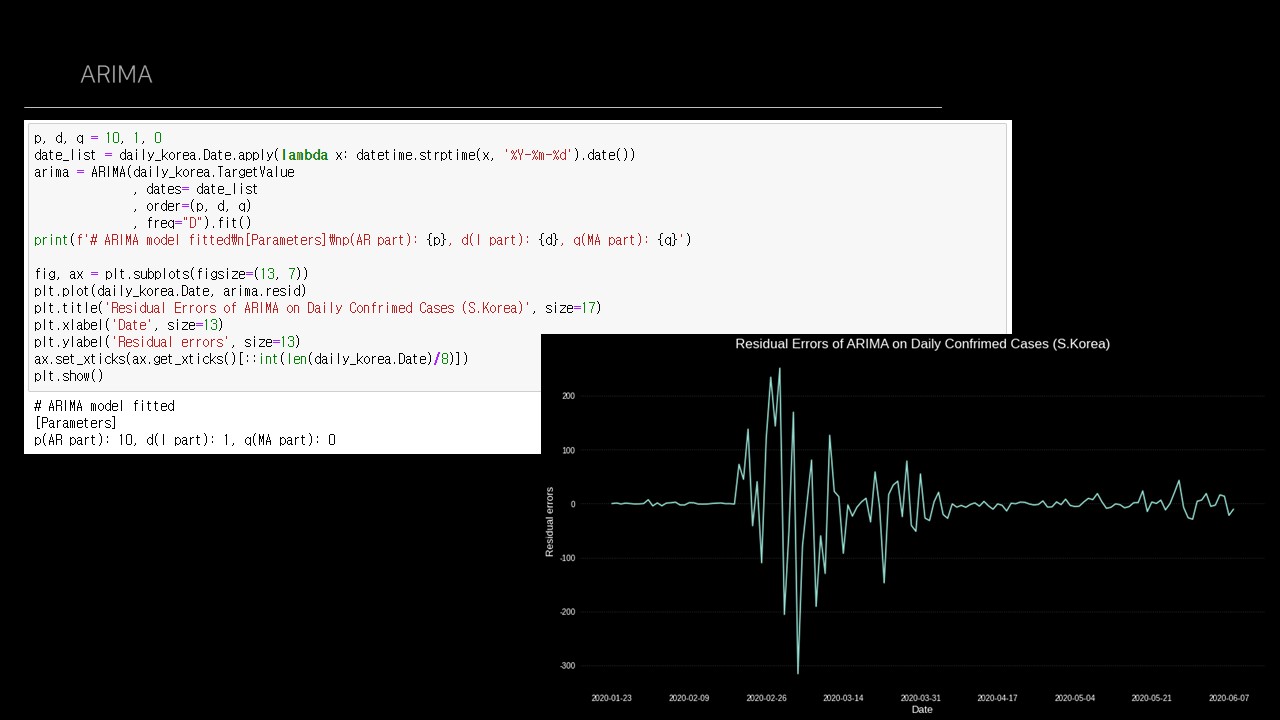 ARIMA
p, d, q = 10, 1, 0
date_list = daily_korea.Date.apply(lambda x: datetime.strptime(x, '%Y-%m-%d').date())
arima = ARIMA(daily_korea.TargetValue
, dates= date_list
, order=(p, d, q)
, freq="D").fit()
print(f'# ARIMA model fitted₩n[Parameters]₩np(AR part): {p}, d(I part): {d}, q(MA part): {q}')
fig, ax = plt.subplots(figsize=(13, 7))
plt.plot(daily_korea.Date, arima.resid)
plt.title('Residual Errors of ARIMA on Daily Confrimed Cases (S.Korea)', size=17)
plt.xlabel('Date', size=13)
plt.ylabel('Residual errors', size=13)
ax.set_xticks(ax.get_xticks()[::int(len(daily_korea.Date)/8)])
plt.show()
# ARIMA model fitted
[Parameters]
p(AR part): 10, d(I part): 1, q(MA part): 0
Residual Errors of ARIMA on Daily Confrimed Cases (S.Korea)
200
100
0
-100
-200
-300
Residual errors
2020-01-23 2020-02-09 2020-02-26 2020-03-14 2020-03-31 2020-04-17 2020-05-04 2020-05-21 2020-06-07
Date